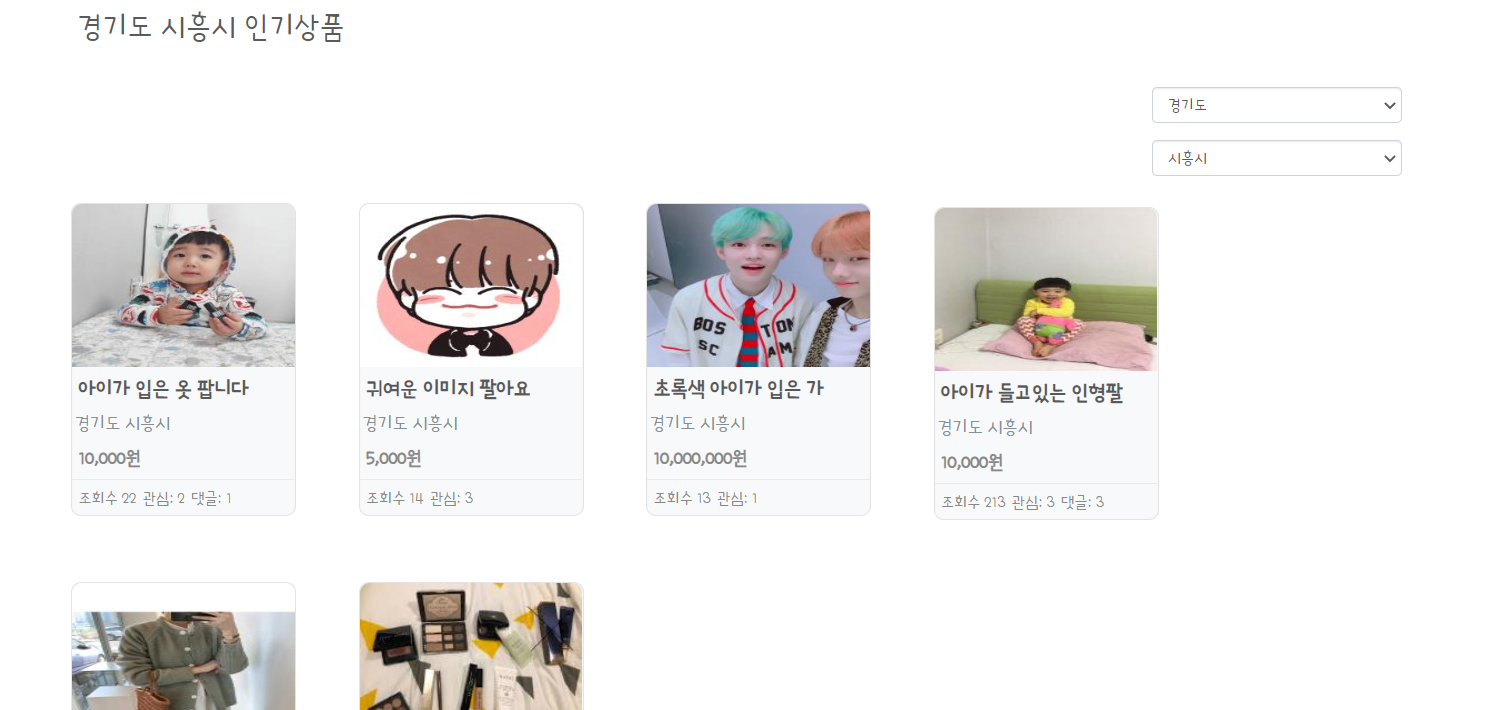 경기도 시흥시 인기상품
경기도
시흥시
BOS TON
SC AM
아이가 입은 옷 팝니다
경기도 시흥시
10,000원
조회수 22 관심: 2 댓글: 1
귀여운 이미지 팔아요
경기도 시흥시
5,000원
조회수 14 관심: 3
초록색 아이가 입은 가
경기도 시흥시
10,000,000원
조회수 13 관심: 1
아이가 들고있는 인형팔
경기도 시흥시
10,000원
조회수 213 관심: 3 댓글: 3